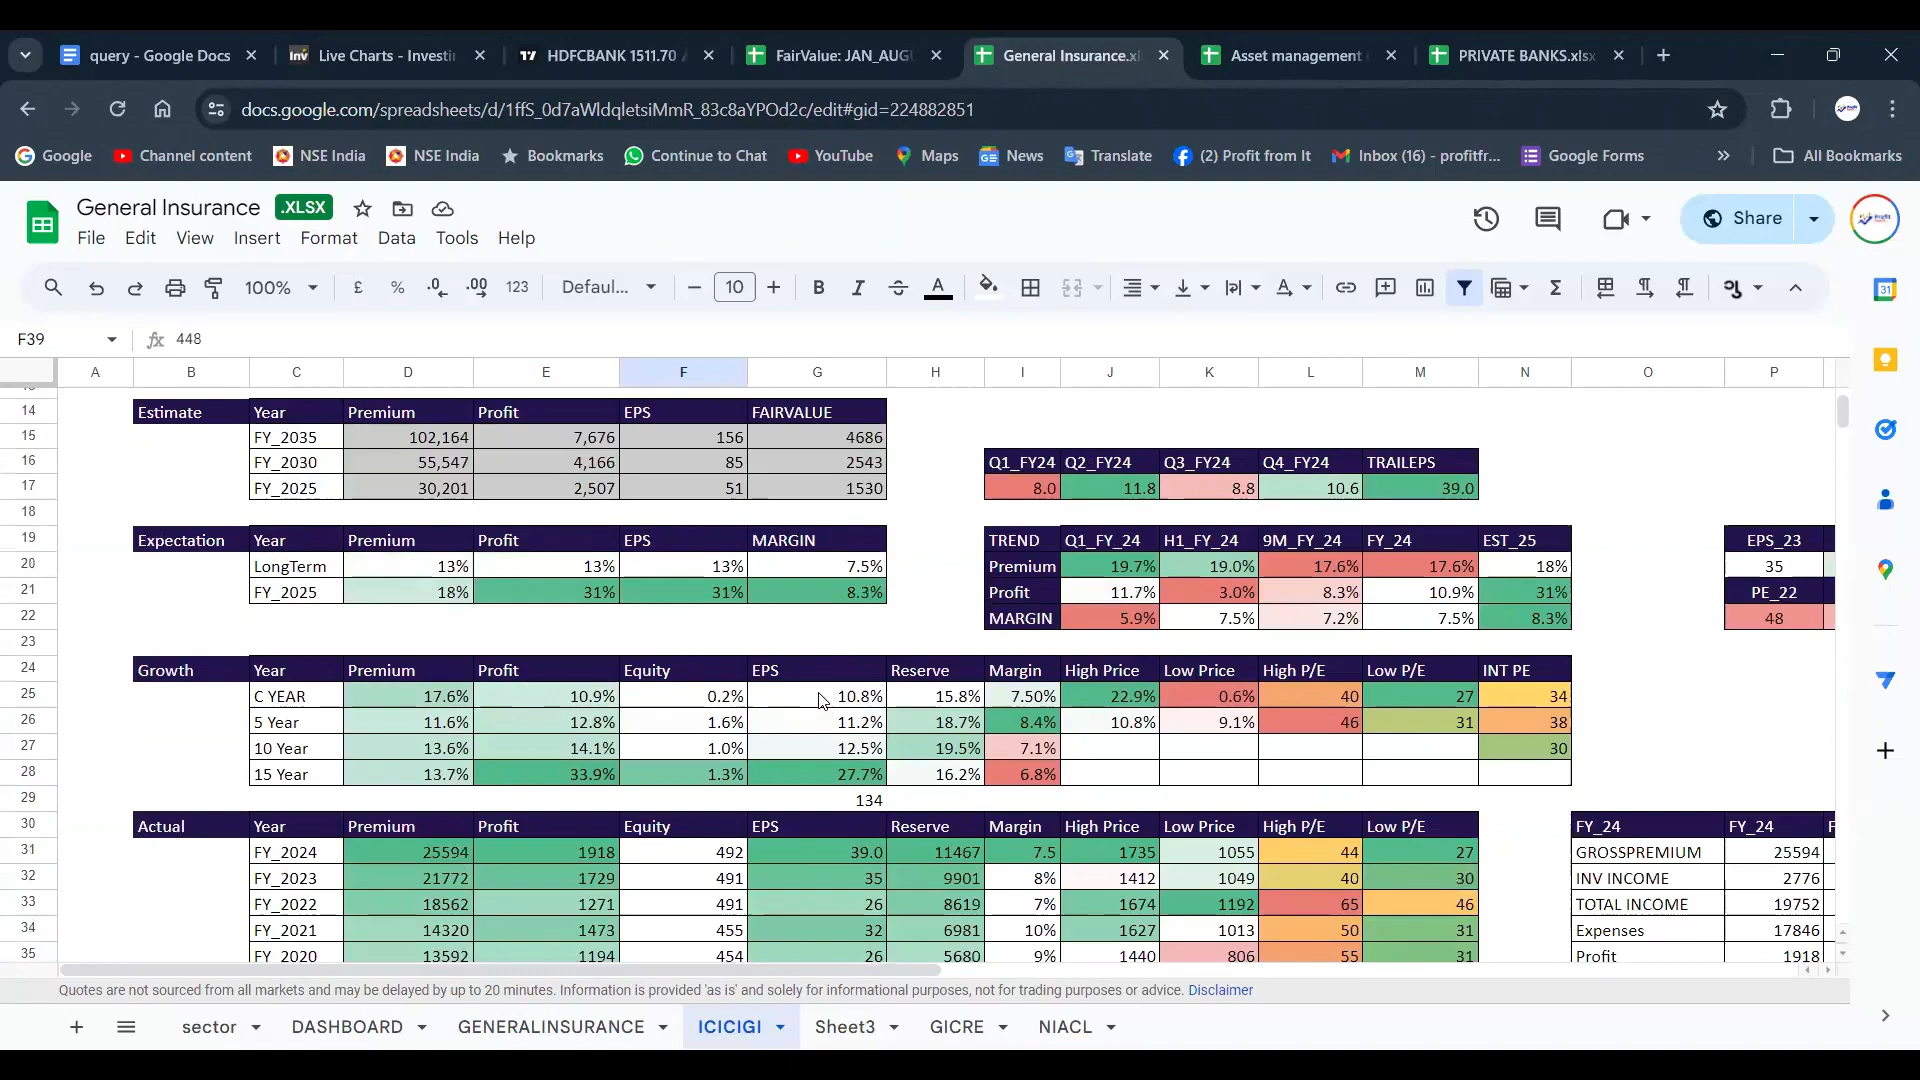 query - Google Docs
Live Charts - Investi
HDFCBANK 1511.70
FairValue: JAN_AUG
General Insurance.xl
Asset management
PRIVATE BANKS.xlsx
docs.google.com/spreadsheets/d/1ffS_0d7aWldqletsiMmR_83c8aYPOd2c/edit#gid=224882851
Google Channel content NSE India NSE India Bookmarks Continue to Chat YouTube Maps News Translate (2) Profit from It Inbox (16) - profitfr... Google Forms » All Bookmarks
General Insurance .XLSX
Share
File Edit View Insert Format Data Tools Help
100% £ % .0 .00 123 Defaul... 10 B I A
F39 fx 448
A B C D E F G H I J K L M N O P
14 Estimate Year Premium Profit EPS FAIRVALUE
15 FY_2035 102,164 7,676 156 4686
16 FY_2030 55,547 4,166 85 2543 Q1_FY24 Q2_FY24 Q3_FY24 Q4_FY24 TRAILEPS
17 FY_2025 30,201 2,507 51 1530 8.0 11.8 8.8 10.6 39.0
18
19 Expectation Year Premium Profit EPS MARGIN TREND Q1_FY_24 H1_FY_24 9M_FY_24 FY_24 EST_25 EPS_23
20 LongTerm 13% 13% 13% 7.5% Premium 19.7% 19.0% 17.6% 17.6% 18% 35
21 FY_2025 18% 31% 31% 8.3% Profit 11.7% 3.0% 8.3% 10.9% 31% PE_22
22 MARGIN 5.9% 7.5% 7.2% 7.5% 8.3% 48
23
24 Growth Year Premium Profit Equity EPS Reserve Margin High Price Low Price High P/E Low P/E INT PE
25 C YEAR 17.6% 10.9% 0.2% 10.8% 15.8% 7.50% 22.9% 0.6% 40 27 34
26 5 Year 11.6% 12.8% 1.6% 11.2% 18.7% 8.4% 10.8% 9.1% 46 31 38
27 10 Year 13.6% 14.1% 1.0% 12.5% 19.5% 7.1% 30
28 15 Year 13.7% 33.9% 1.3% 27.7% 16.2% 6.8%
29 134
30 Actual Year Premium Profit Equity EPS Reserve Margin High Price Low Price High P/E Low P/E FY_24 FY_24 F
31 FY_2024 25594 1918 492 39.0 11467 7.5 1735 1055 44 27 GROSSPREMIUM 25594
32 FY_2023 21772 1729 491 35 9901 8% 1412 1049 40 30 INV INCOME 2776
33 FY_2022 18562 1271 491 26 8619 7% 1674 1192 65 46 TOTAL INCOME 19752
34 FY_2021 14320 1473 455 32 6981 10% 1627 1013 50 31 Expenses 17846
35 FY_2020 13592 1194 454 26 5680 9% 1440 806 55 31 Profit 1918
Quotes are not sourced from all markets and may be delayed by up to 20 minutes. Information is provided 'as is' and solely for informational purposes, not for trading purposes or advice. Disclaimer
sector DASHBOARD GENERALINSURANCE ICICIGI Sheet3 GICRE NIACL